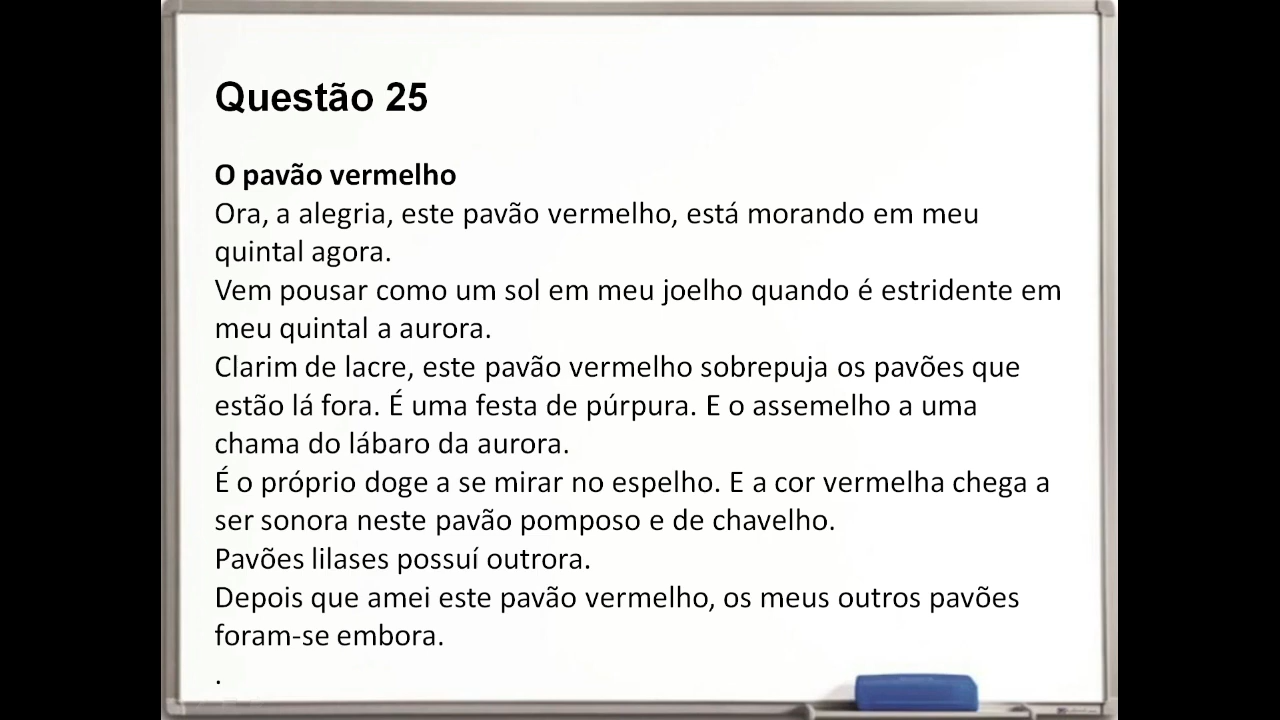 Questão 25
O pavão vermelho
Ora, a alegria, este pavão vermelho, está morando em meu
quintal agora.
Vem pousar como um sol em meu joelho quando é estridente em
meu quintal a aurora.
Clarim de lacre, este pavão vermelho sobrepuja os pavões que
estão lá fora. É uma festa de púrpura. E o assemelho a uma
chama do lábaro da aurora.
É o próprio doge a se mirar no espelho. E a cor vermelha chega a
ser sonora neste pavão pomposo e de chavelho.
Pavões lilases possuí outrora.
Depois que amei este pavão vermelho, os meus outros pavões
foram-se embora.
.